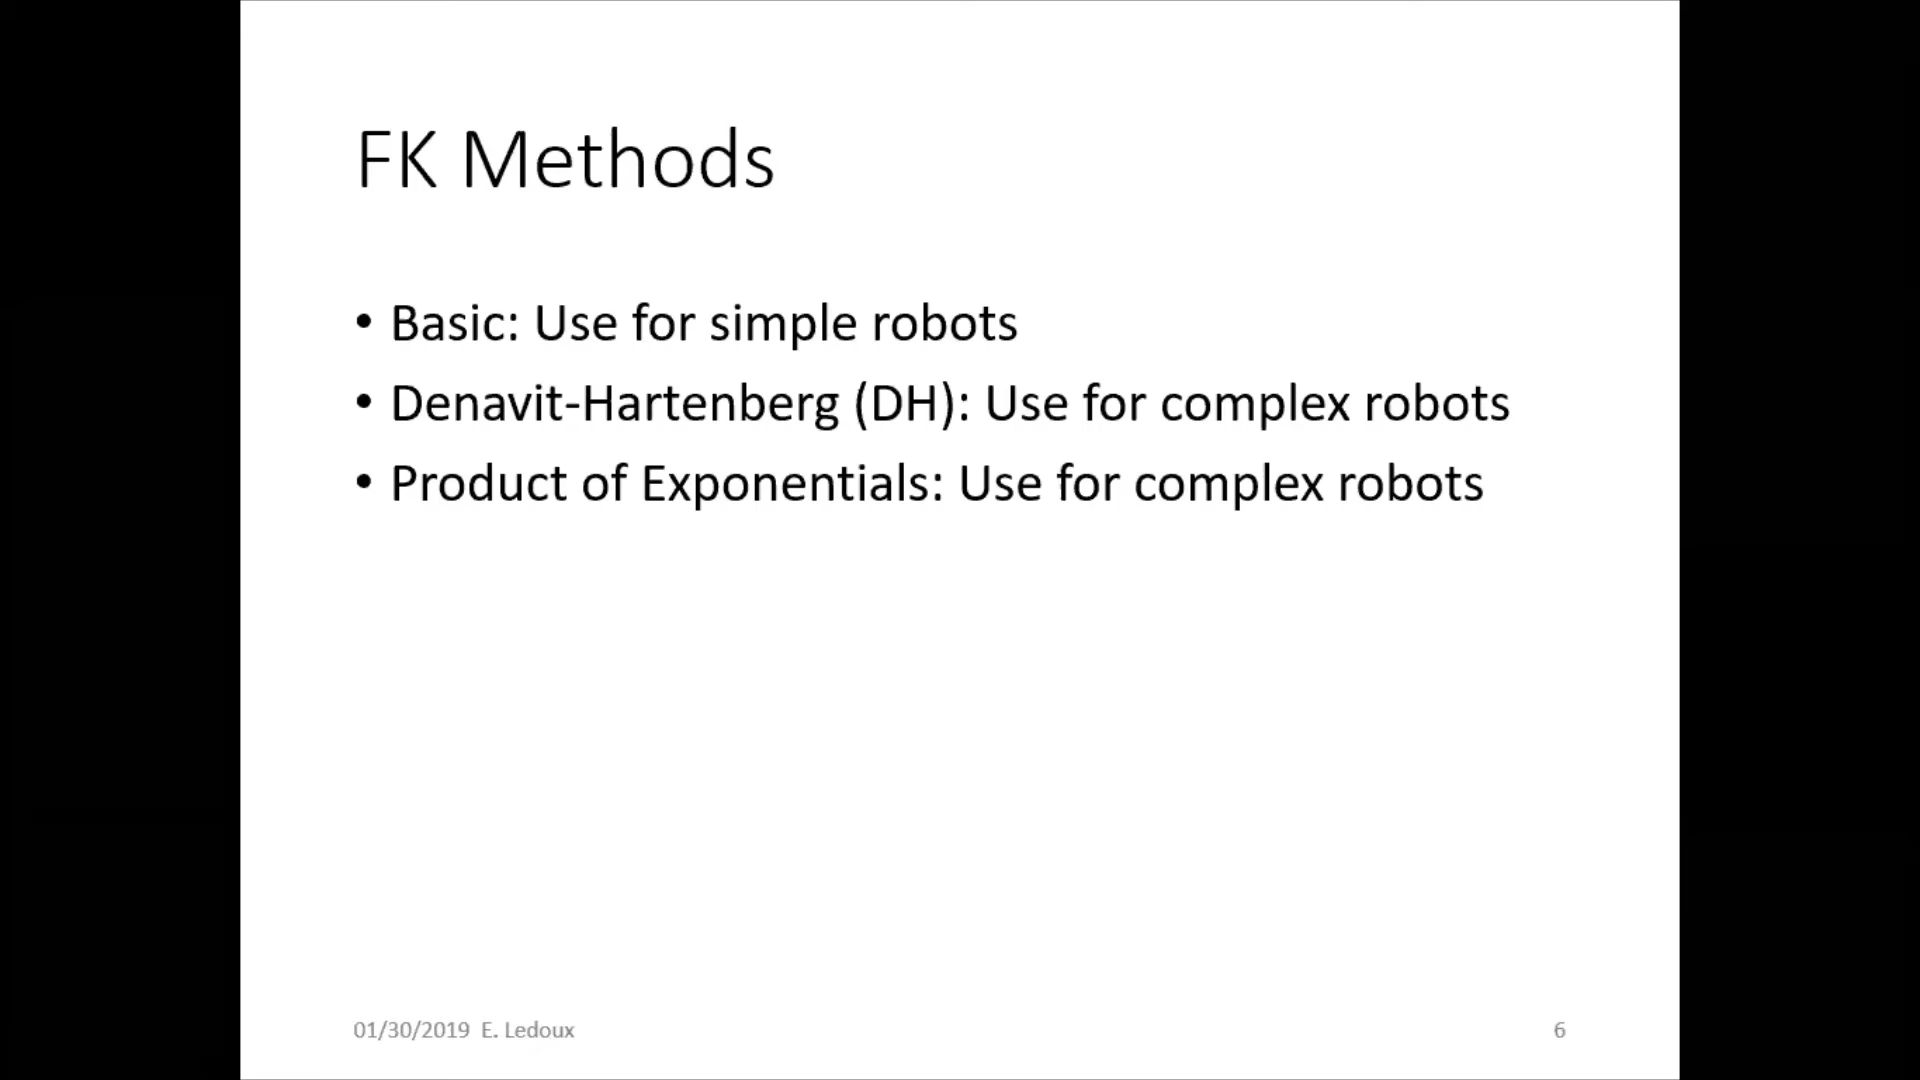 FK Methods
• Basic: Use for simple robots
• Denavit-Hartenberg (DH): Use for complex robots
• Product of Exponentials: Use for complex robots
01/30/2019 E. Ledoux
6